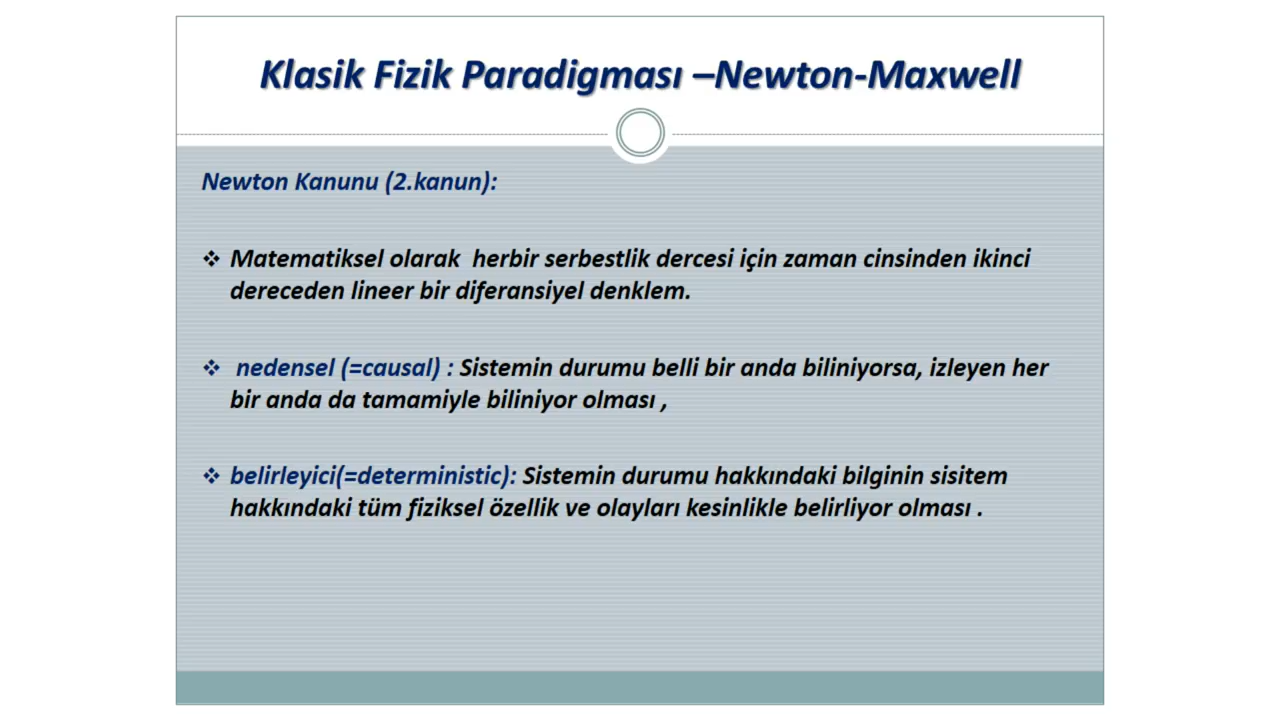 Klasik Fizik Paradigması –Newton-Maxwell
Newton Kanunu (2.kanun):
❖ Matematiksel olarak herbir serbestlik dercesi için zaman cinsinden ikinci
dereceden lineer bir diferansiyel denklem.
❖ nedensel (=causal) : Sistemin durumu belli bir anda biliniyorsa, izleyen her
bir anda da tamamiyle biliniyor olması ,
❖ belirleyici(=deterministic): Sistemin durumu hakkındaki bilginin sisitem
hakkındaki tüm fiziksel özellik ve olayları kesinlikle belirliyor olması .